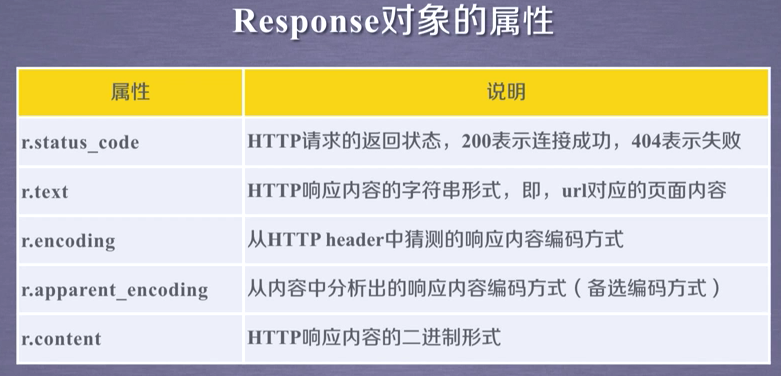 Response对象的属性
属性 说明
r.status_code HTTP请求的返回状态，200表示连接成功，404表示失败
r.text HTTP响应内容的字符串形式，即，url对应的页面内容
r.encoding 从HTTP header中猜测的响应内容编码方式
r.apparent_encoding 从内容中分析出的响应内容编码方式（备选编码方式）
r.content HTTP响应内容的二进制形式